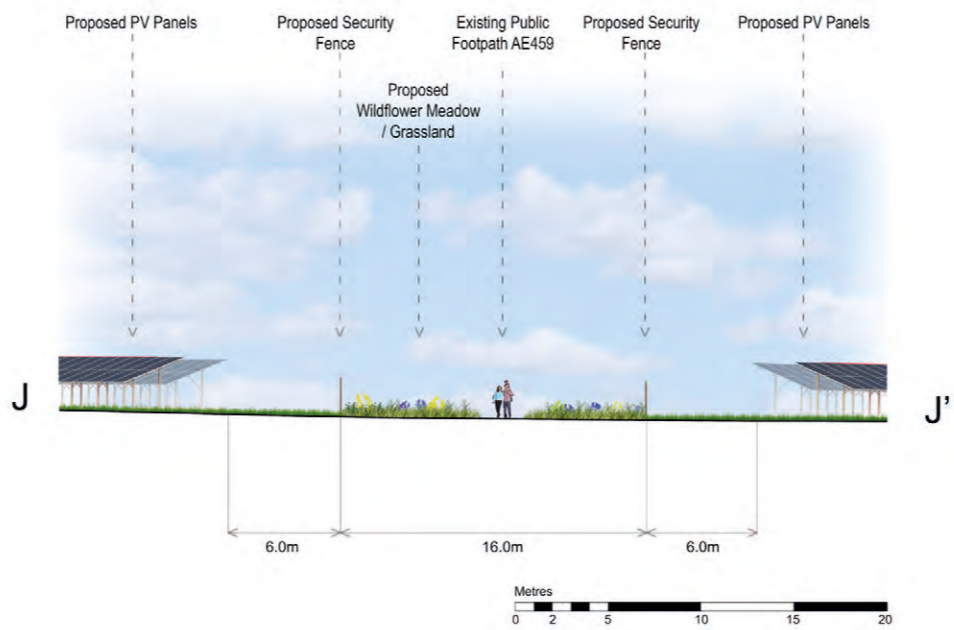 Proposed PV Panels
Proposed Security
Fence
Existing Public
Footpath AE459
Proposed Security
Fence
Proposed PV Panels
Proposed
Wildflower Meadow
/ Grassland
J
J'
6.0m
16.0m
6.0m
Metres
0 2 5 10 15 20